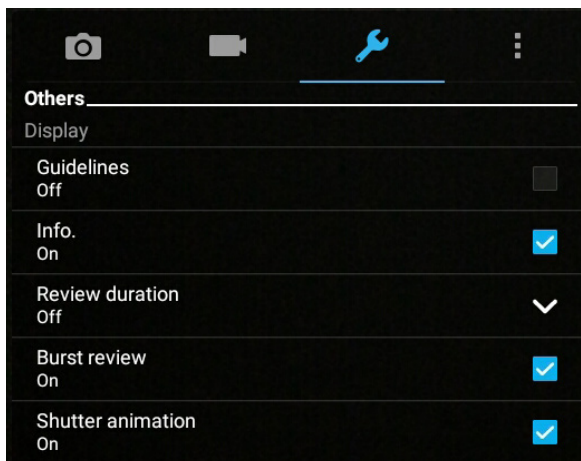 Others
Display
Guidelines
Off
Info.
On
Review duration
Off
Burst review
On
Shutter animation
On